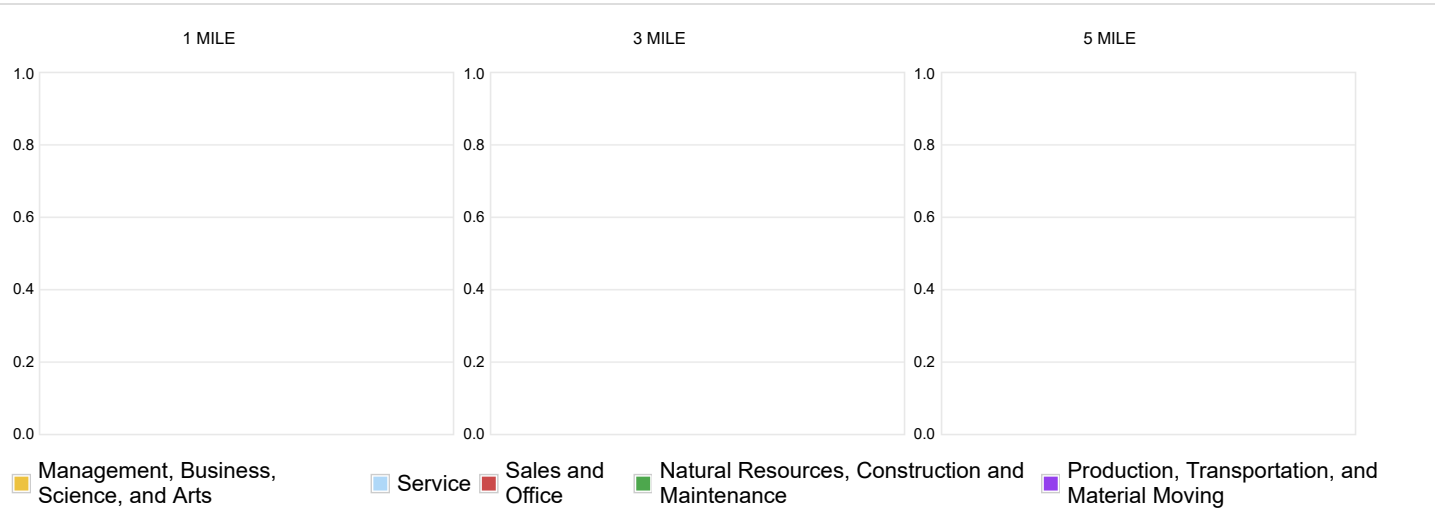 1 MILE
3 MILE
5 MILE
1.0
0.8
0.6
0.4
0.2
0.0
1.0
0.8
0.6
0.4
0.2
0.0
1.0
0.8
0.6
0.4
0.2
0.0
Management, Business,
Science, and Arts
Service
Sales and
Office
Natural Resources, Construction and
Maintenance
Production, Transportation, and
Material Moving